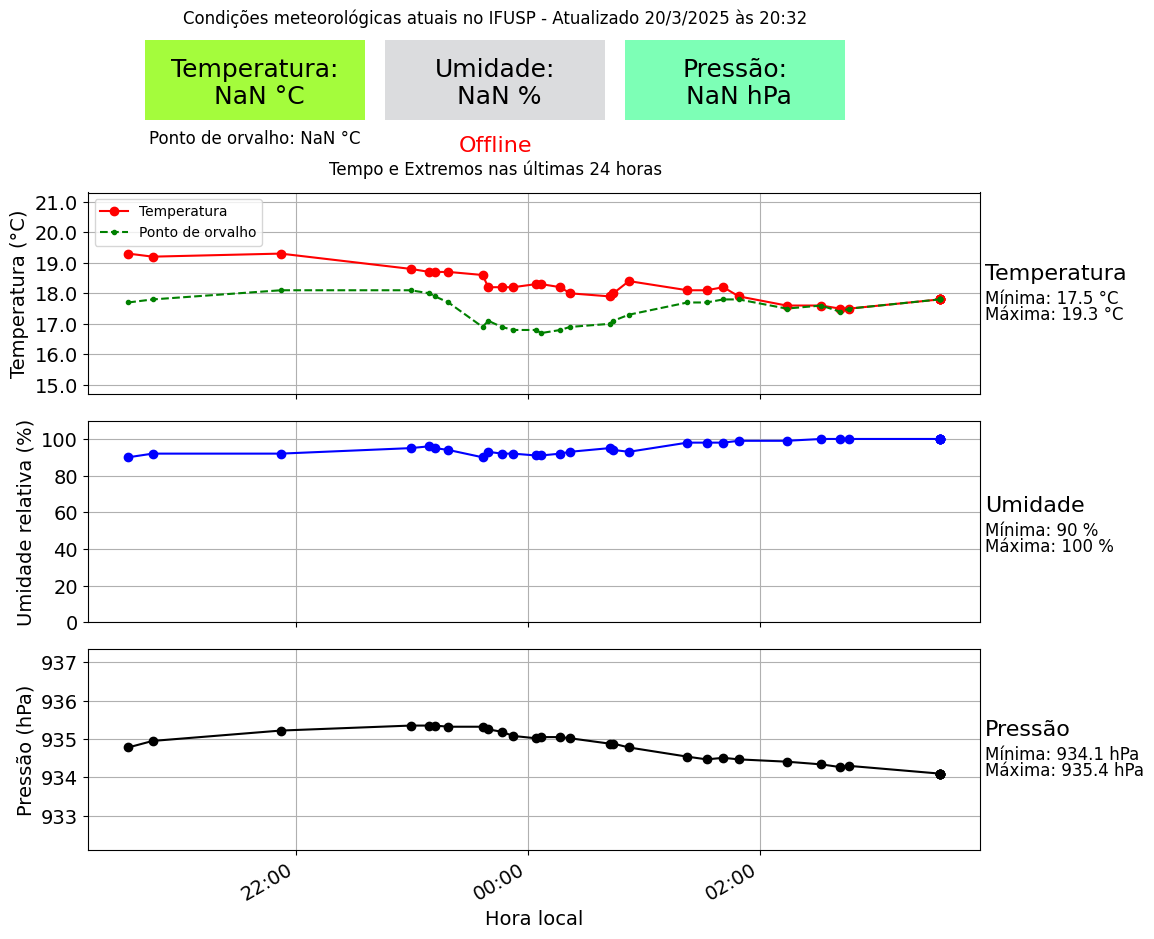 Condições meteorológicas atuais no IFUSP - Atualizado 20/3/2025 às 20:32
Temperatura:
NaN °C
Umidade:
NaN %
Pressão:
NaN hPa
Ponto de orvalho: NaN °C
Offline
Tempo e Extremos nas últimas 24 horas
Temperatura (°C)
21.0
20.0
19.0
18.0
17.0
16.0
15.0
Temperatura
Ponto de orvalho
Temperatura
Mínima: 17.5 °C
Máxima: 19.3 °C
Umidade relativa (%)
100
80
60
40
20
0
Umidade
Mínima: 90 %
Máxima: 100 %
Pressão (hPa)
937
936
935
934
933
Pressão
Mínima: 934.1 hPa
Máxima: 935.4 hPa
22:00
00:00
02:00
Hora local